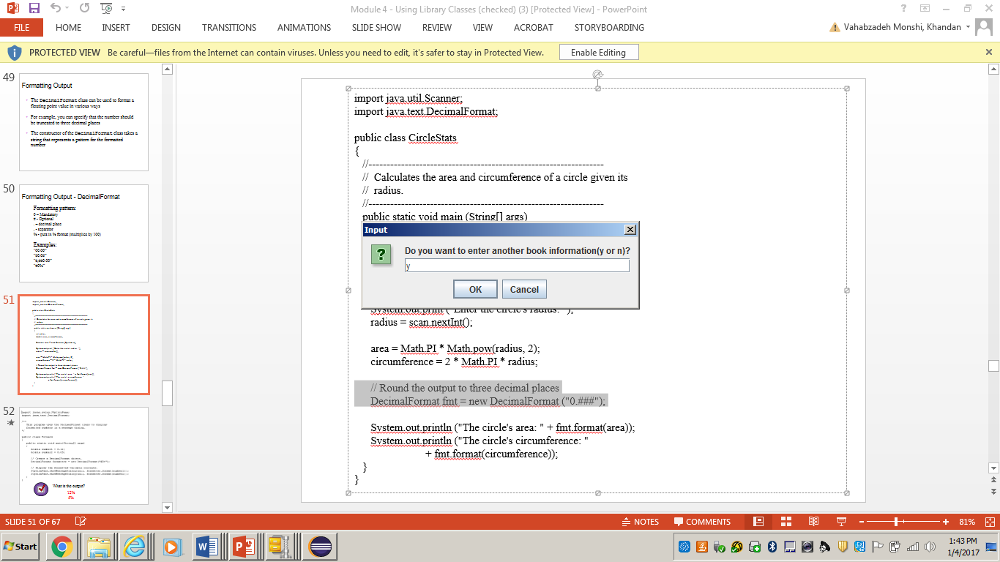 Module 4 - Using Library Classes (checked) (3) [Protected View] - PowerPoint
FILE HOME INSERT DESIGN TRANSITIONS ANIMATIONS SLIDE SHOW REVIEW VIEW ACROBAT STORYBOARDING Vahabzadeh Monshi, Khandan
PROTECTED VIEW Be careful—files from the Internet can contain viruses. Unless you need to edit, it's safer to stay in Protected View. Enable Editing
49
Formatting Output
The DecimalFormat class can be used to format a
floating point value in various ways
For example, you can specify that the number should
be truncated to three decimal places
The constructor of the DecimalFormat class takes a
string that represents a pattern for the formatted
number
50
Formatting Output - DecimalFormat
Formatting pattern:
0 – Mandatory
# - Optional
. – decimal place
, - separator
% - puts in % format (multiplies by 100)
Examples:
"00.00"
"#0%"
51
52
What is the output?
12%
5%
import java.util.Scanner;
import java.text.DecimalFormat;
public class CircleStats
{
//-----------------------------------------------------------------
// Calculates the area and circumference of a circle given its
// radius.
//-----------------------------------------------------------------
public static void main (String[] args)
Input
Do you want to enter another book information(y or n)?
y
OK Cancel
System.out.print ("Enter the circle's radius: ");
radius = scan.nextInt();
area = Math.PI * Math.pow(radius, 2);
circumference = 2 * Math.PI * radius;
// Round the output to three decimal places
DecimalFormat fmt = new DecimalFormat ("0.###");
System.out.println ("The circle's area: " + fmt.format(area));
System.out.println ("The circle's circumference: "
+ fmt.format(circumference));
}
}
SLIDE 51 OF 67 NOTES COMMENTS 81%
Start 1:43 PM
1/4/2017